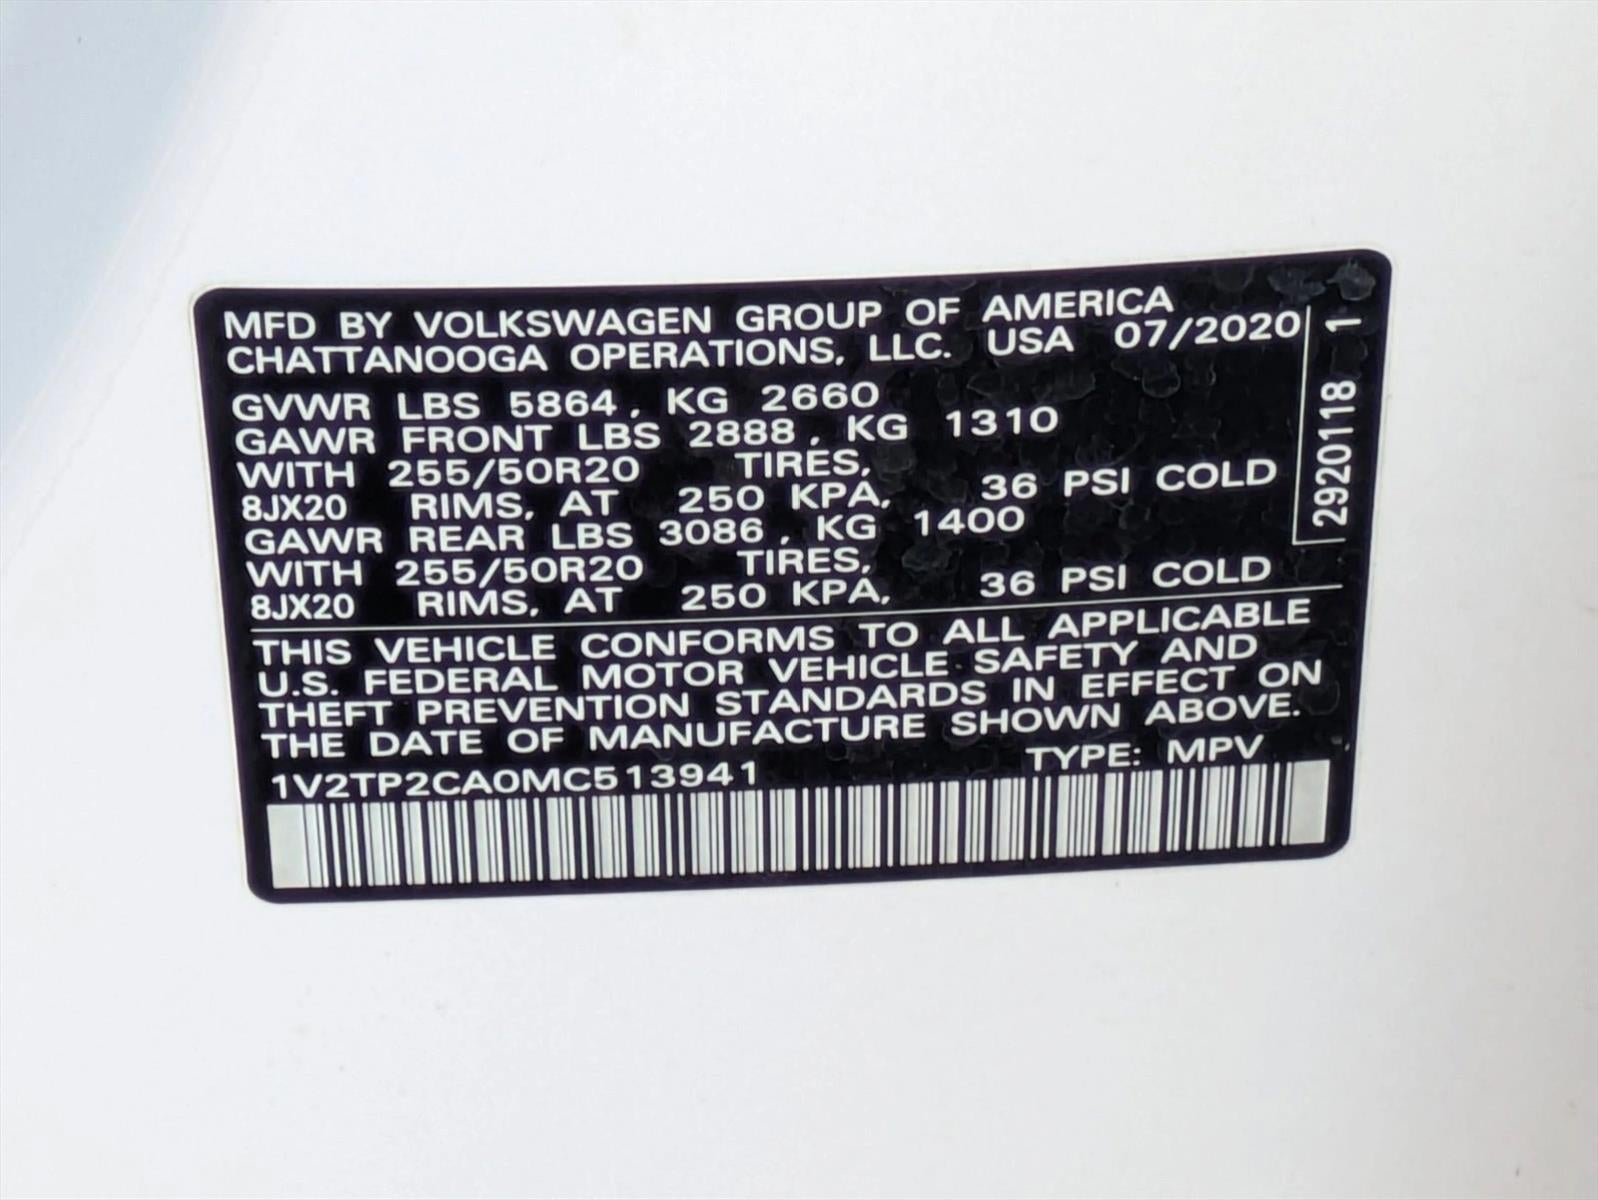 MFD BY VOLKSWAGEN GROUP OF AMERICA
CHATTANOOGA OPERATIONS, LLC. USA 07/2020
GVWR LBS 5864, KG 2660
GAWR FRONT LBS 2888, KG 1310
WITH 255/50R20 TIRES,
8JX20 RIMS, AT 250 KPA, 36 PSI COLD
GAWR REAR LBS 3086, KG 1400
WITH 255/50R20 TIRES,
8JX20 RIMS, AT 250 KPA, 36 PSI COLD
THIS VEHICLE CONFORMS TO ALL APPLICABLE
U.S. FEDERAL MOTOR VEHICLE SAFETY AND
THEFT PREVENTION STANDARDS IN EFFECT ON
THE DATE OF MANUFACTURE SHOWN ABOVE.
1V2TP2CA0MC513941 TYPE: MPV
2920118 1